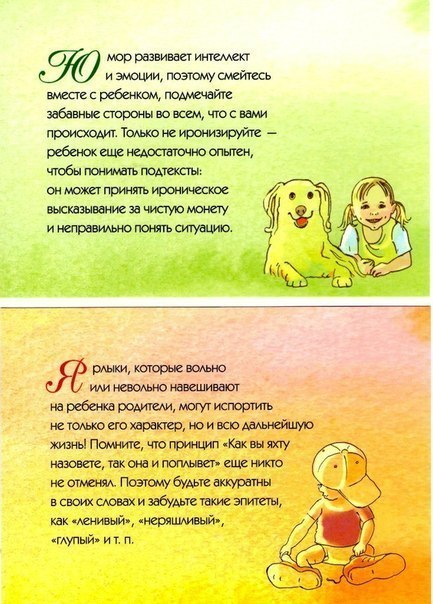 Юмор развивает интеллект
и эмоции, поэтому смейтесь
вместе с ребенком, подмечайте
забавные стороны во всем, что с вами
происходит. Только не иронизируйте —
ребенок еще недостаточно опытен,
чтобы понимать подтексты:
он может принять ироническое
высказывание за чистую монету
и неправильно понять ситуацию.
Ярлыки, которые вольно
или невольно навешивают
на ребенка родители, могут испортить
не только его характер, но и всю дальнейшую
жизнь! Помните, что принцип «Как вы яхту
назовете, так она и поплывет» еще никто
не отменял. Поэтому будьте аккуратны
в своих словах и забудьте такие эпитеты,
как «ленивый», «неряшливый»,
«глупый» и т. п.